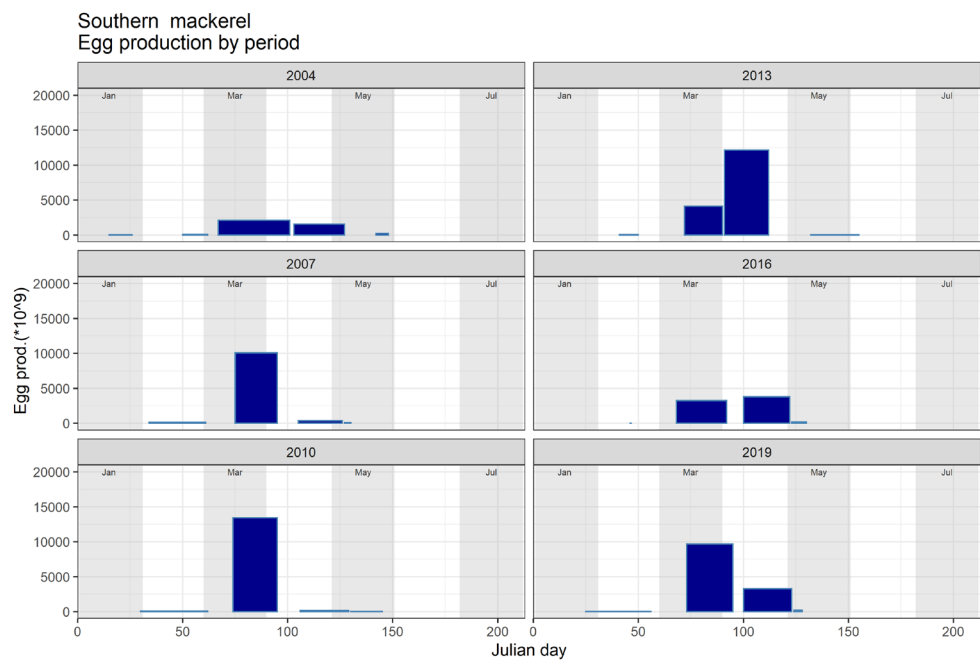 Southern  mackerel
Egg production by period
2004
2013
20000
15000
10000
5000
0
Jan
Mar
May
Jul
Jan
Mar
May
Jul
2007
2016
20000
15000
10000
5000
0
Jan
Mar
May
Jul
Jan
Mar
May
Jul
Egg prod.(*10^9)
2010
2019
20000
15000
10000
5000
0
Jan
Mar
May
Jul
Jan
Mar
May
Jul
0
50
100
150
200
0
50
100
150
200
Julian day